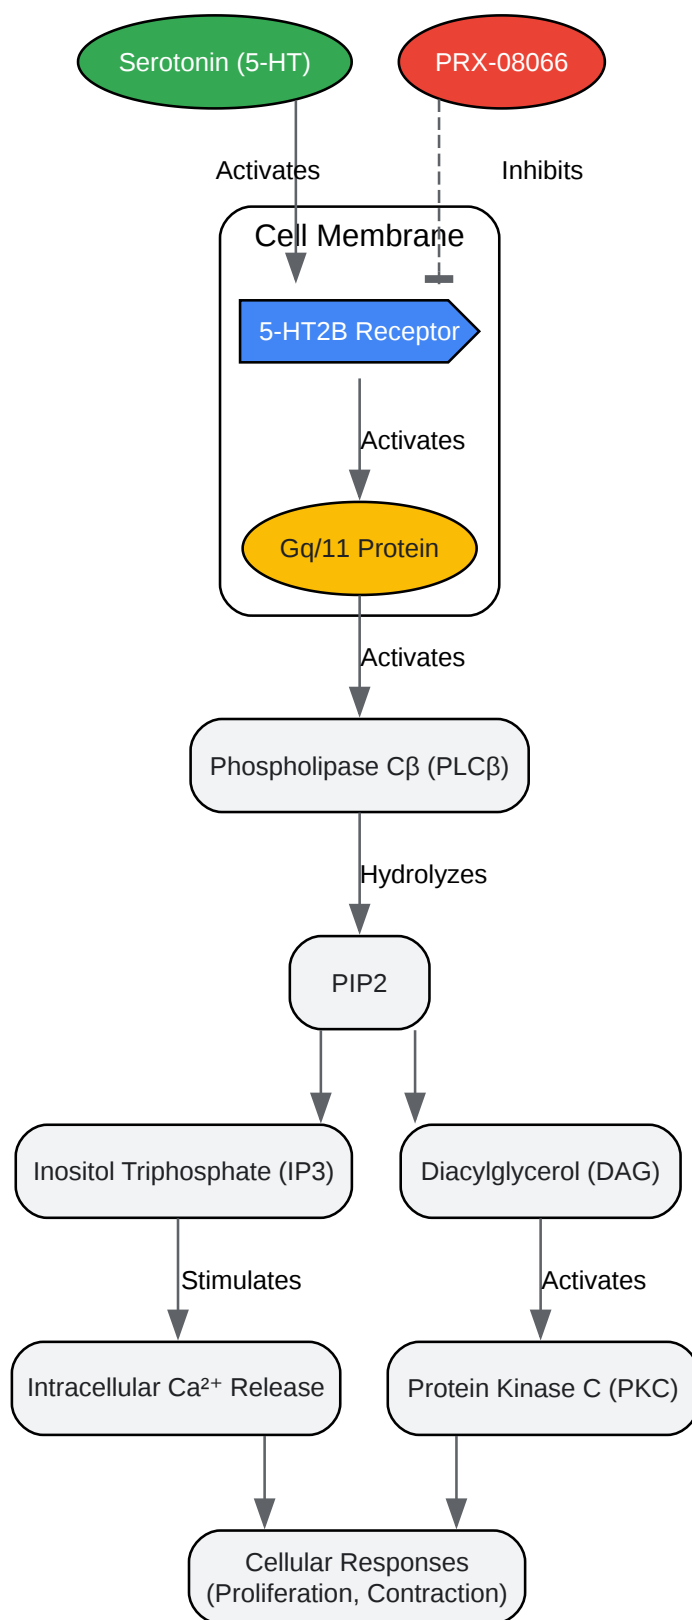 Serotonin (5-HT)
PRX-08066
Activates
Inhibits
Cell Membrane
5-HT2B Receptor
Activates
Gq/11 Protein
Activates
Phospholipase Cβ (PLCβ)
Hydrolyzes
PIP2
Inositol Triphosphate (IP3)
Diacylglycerol (DAG)
Stimulates
Activates
Intracellular Ca²⁺ Release
Protein Kinase C (PKC)
Cellular Responses
(Proliferation, Contraction)